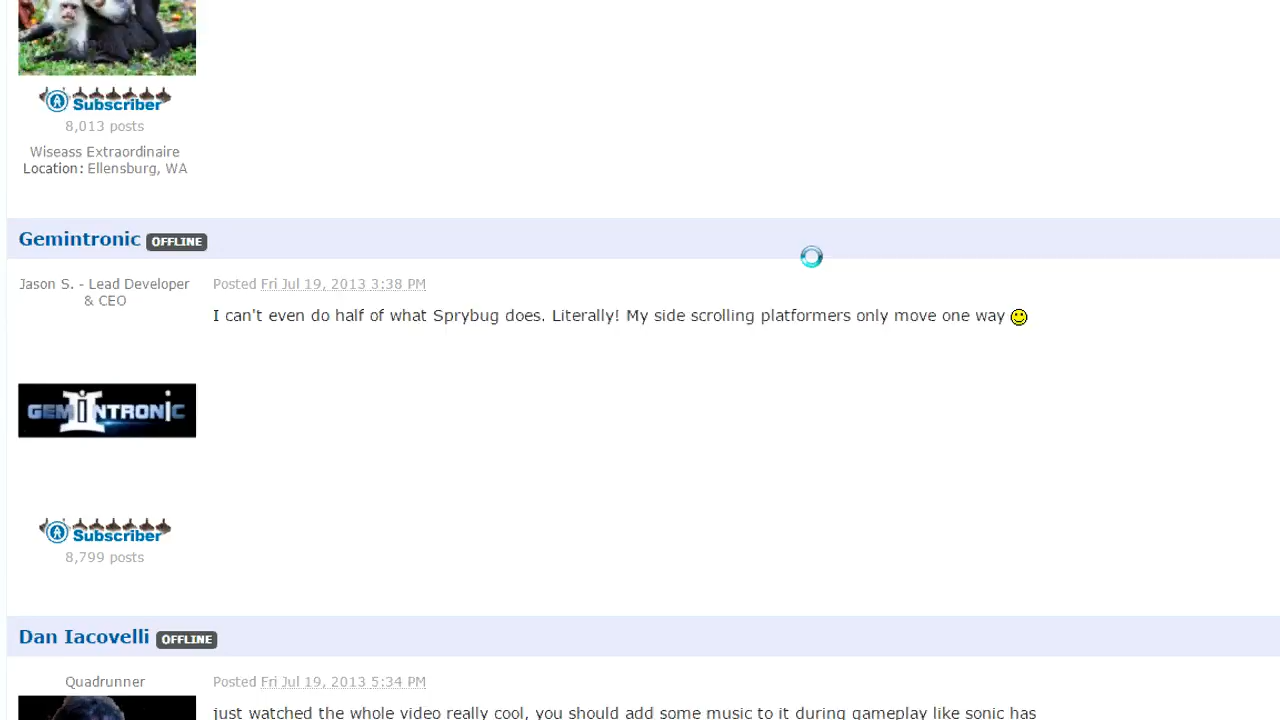 Subscriber
8,013 posts
Wiseass Extraordinaire
Location: Ellensburg, WA
Gemintronic OFFLINE
Jason S. - Lead Developer
& CEO
Posted Fri Jul 19, 2013 3:38 PM
I can't even do half of what Sprybug does. Literally! My side scrolling platformers only move one way
GEMINTRONIC
Subscriber
8,799 posts
Dan Iacovelli OFFLINE
Quadrunner
Posted Fri Jul 19, 2013 5:34 PM
just watched the whole video really cool, you should add some music to it during gameplay like sonic has